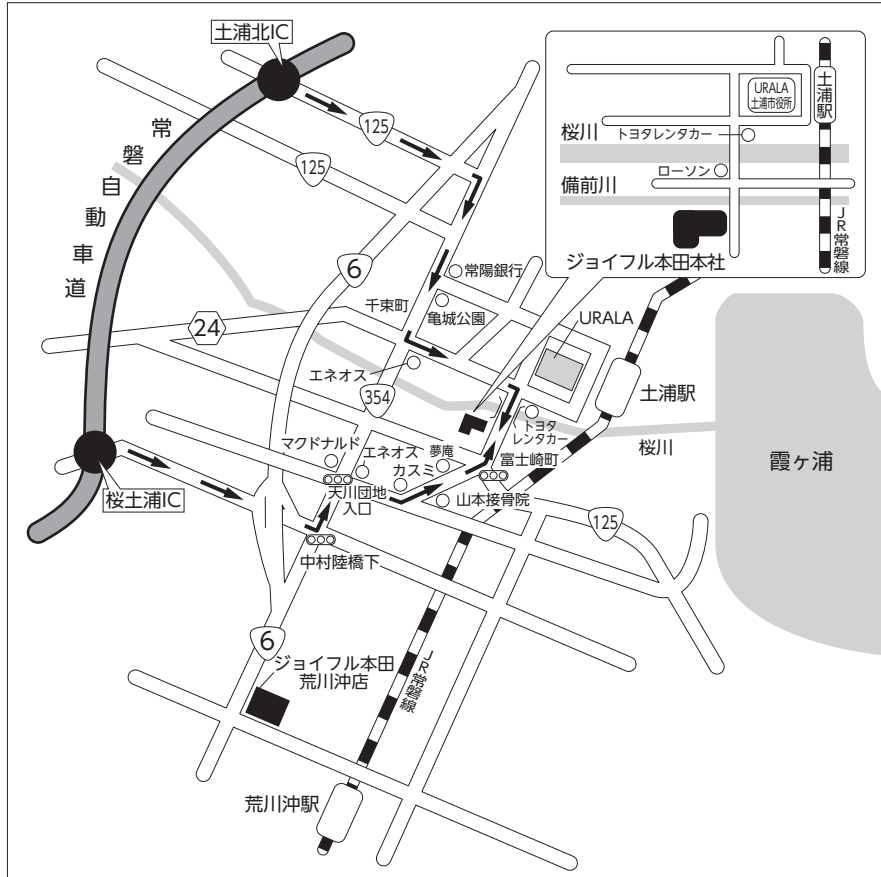 土浦北IC
常磐自動車道
125
125
6
24
354
千束町
常陽銀行
亀城公園
エネオス
URALA
土浦駅
桜川
霞ヶ浦
トヨタ
レンタカー
富士崎町
マクドナルド
エネオス
カスミ
夢庵
天川団地
入口
山本接骨院
125
桜土浦IC
中村陸橋下
6
ジョイフル本田
荒川沖店
JR常磐線
荒川沖駅
URALA
土浦市役所
土浦駅
桜川
トヨタレンタカー
ローソン
備前川
JR常磐線
ジョイフル本田本社